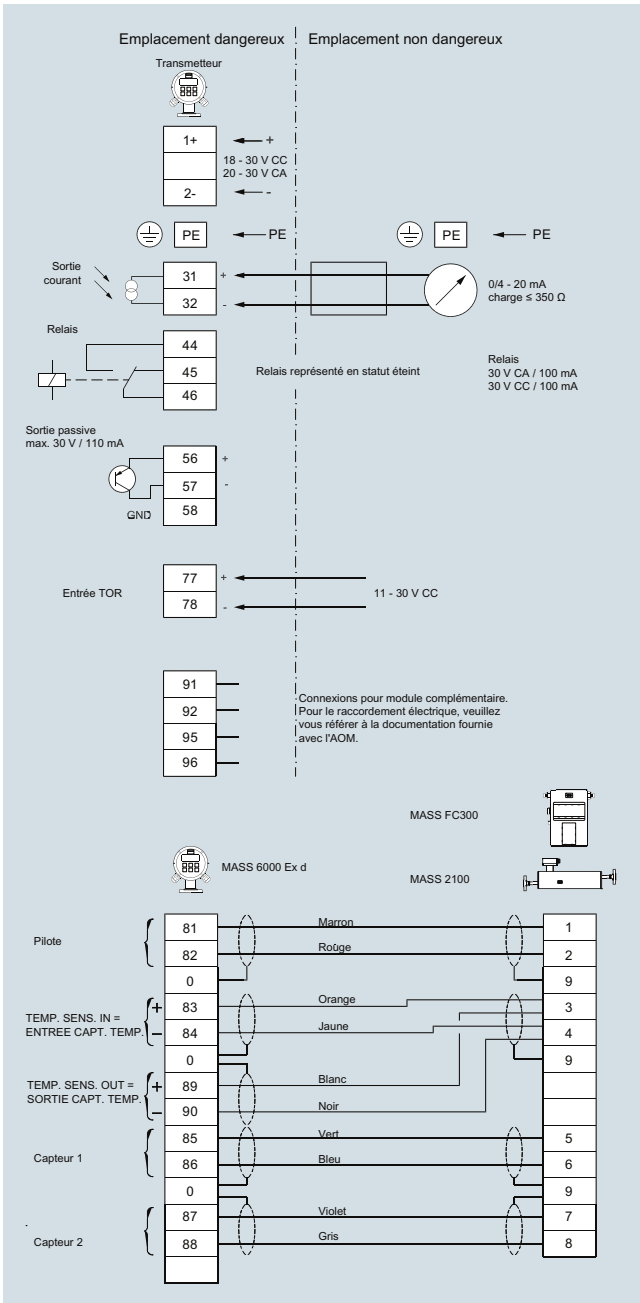 Emplacement dangereux
Emplacement non dangereux
Transmetteur
1+
+
18 - 30 V CC
20 - 30 V CA
2-
-
PE
PE
PE
PE
Sortie
courant
31
+
32
-
0/4 - 20 mA
charge ≤ 350 Ω
Relais
44
45
46
Relais représenté en statut éteint
Relais
30 V CA / 100 mA
30 V CC / 100 mA
Sortie passive
max. 30 V / 110 mA
56
+
57
-
GND
58
Entrée TOR
77
+
78
-
11 - 30 V CC
91
92
95
96
Connexions pour module complémentaire.
Pour le raccordement électrique, veuillez
vous référer à la documentation fournie
avec l'AOM.
MASS FC300
MASS 6000 Ex d
MASS 2100
Pilote
81
Marron
1
82
Rouge
2
0
9
TEMP. SENS. IN =
ENTREE CAPT. TEMP.
+
83
Orange
3
-
84
Jaune
4
0
9
TEMP. SENS. OUT =
SORTIE CAPT. TEMP.
+
89
Blanc
-
90
Noir
Capteur 1
85
Vert
5
86
Bleu
6
0
9
Capteur 2
87
Violet
7
88
Gris
8